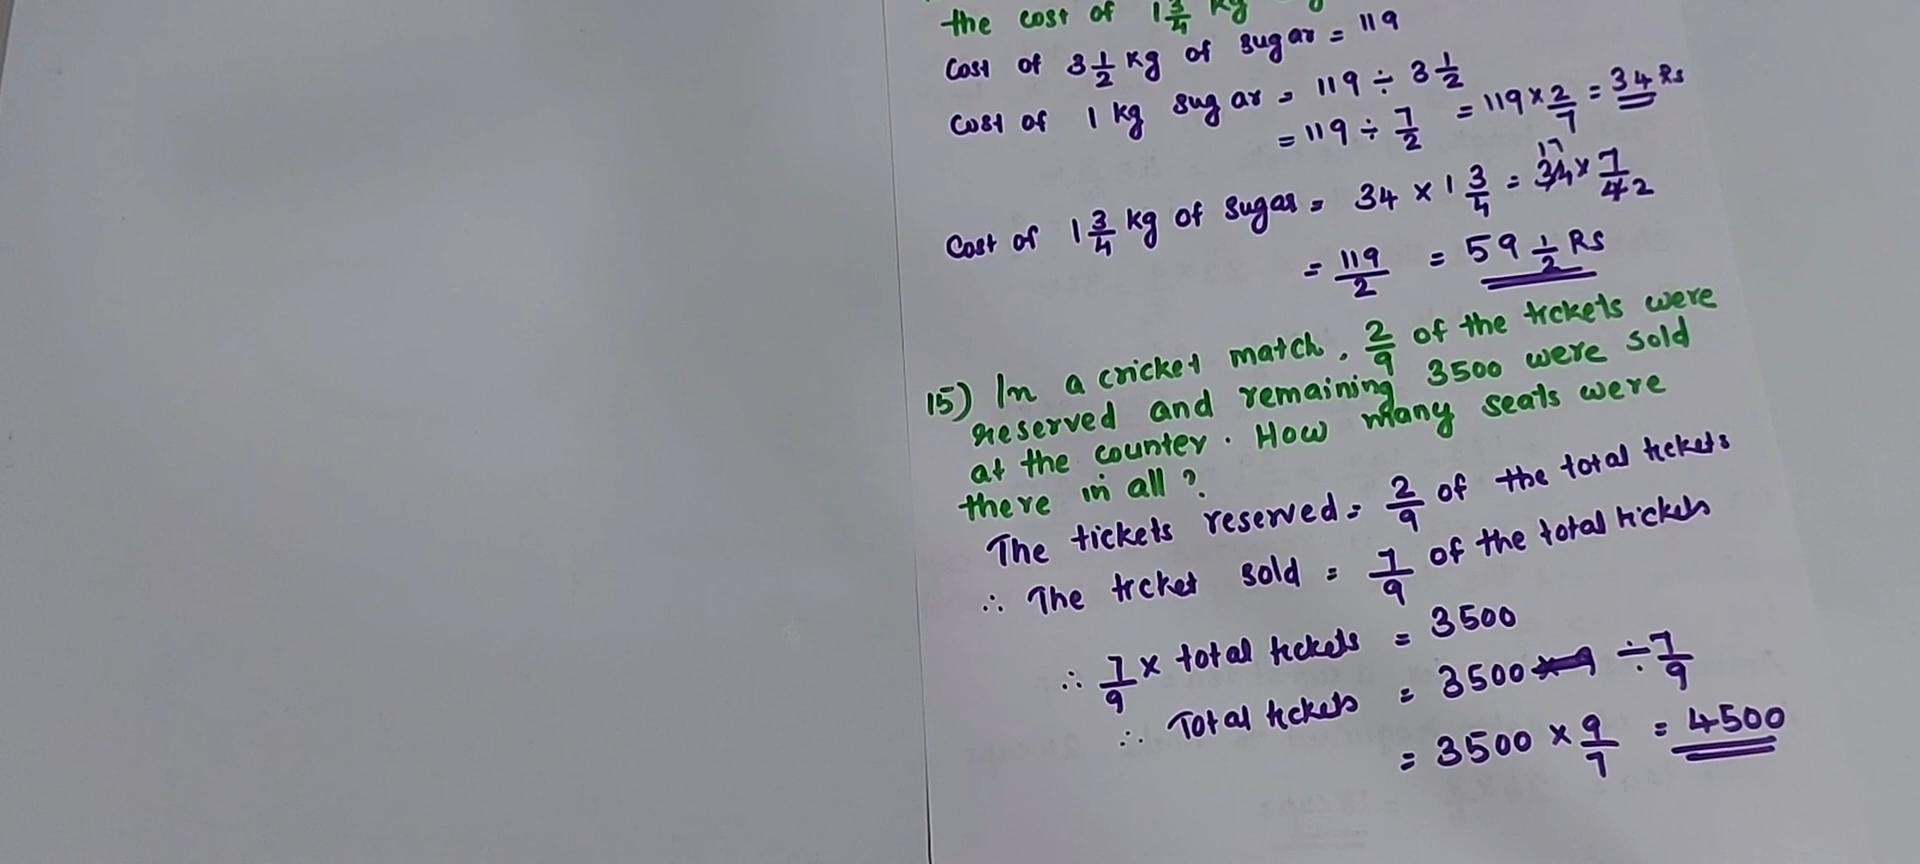 the cost of 1 3/4 kg
Cost of 3 1/2 kg of sugar = 119
Cost of 1 kg sugar = 119 ÷ 3 1/2
= 119 ÷ 7/2 = 119 × 2/7 = 34 Rs
Cost of 1 3/4 kg of sugar = 34 × 1 3/4 = 34 17 × 7/4 2
= 119/2 = 59 1/2 Rs
15) In a cricket match, 2/9 of the tickets were
reserved and remaining 3500 were sold
at the counter. How many seats were
there in all ?
The tickets reserved = 2/9 of the total tickets
∴ The ticket sold = 7/9 of the total tickets
∴ 7/9 × total tickets = 3500
∴ Total tickets = 3500 ÷ 7/9
= 3500 × 9/7 = 4500